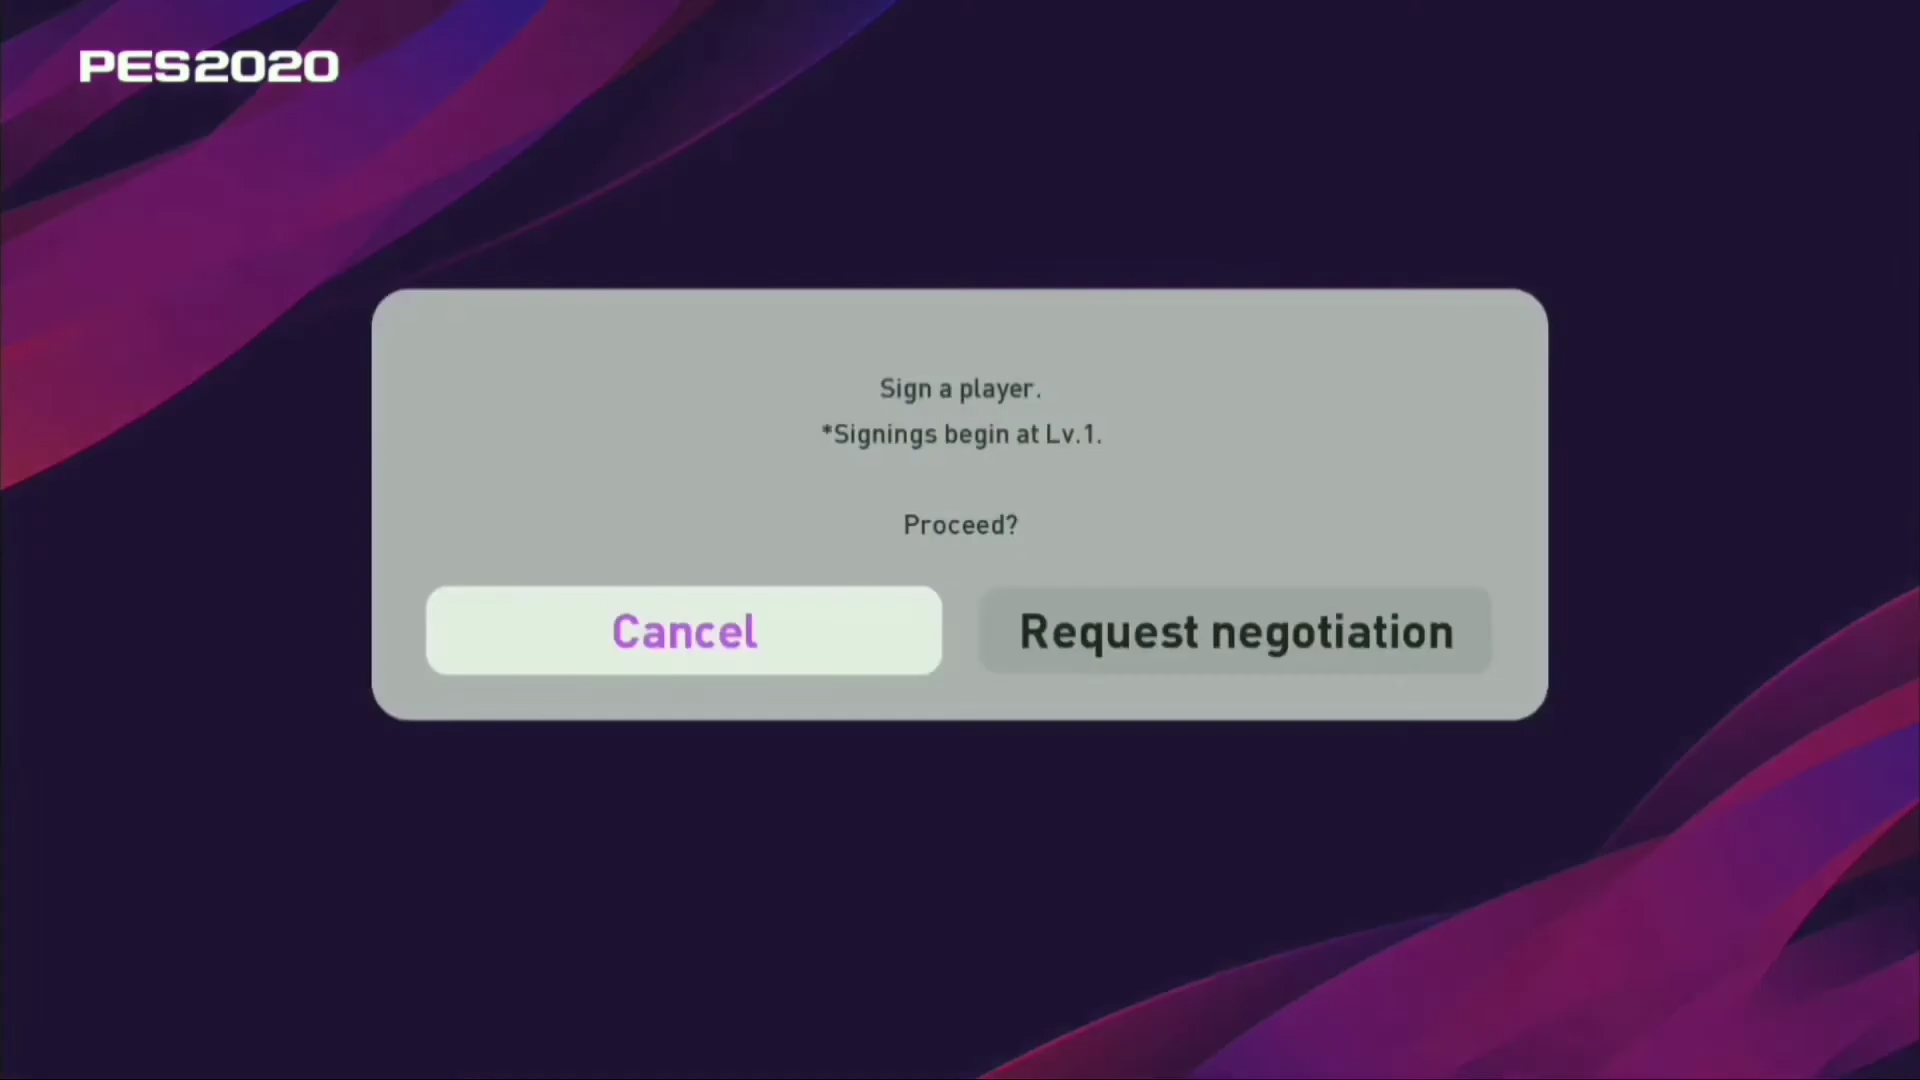 PES2020
Sign a player.
*Signings begin at Lv.1.
Proceed?
Cancel
Request negotiation